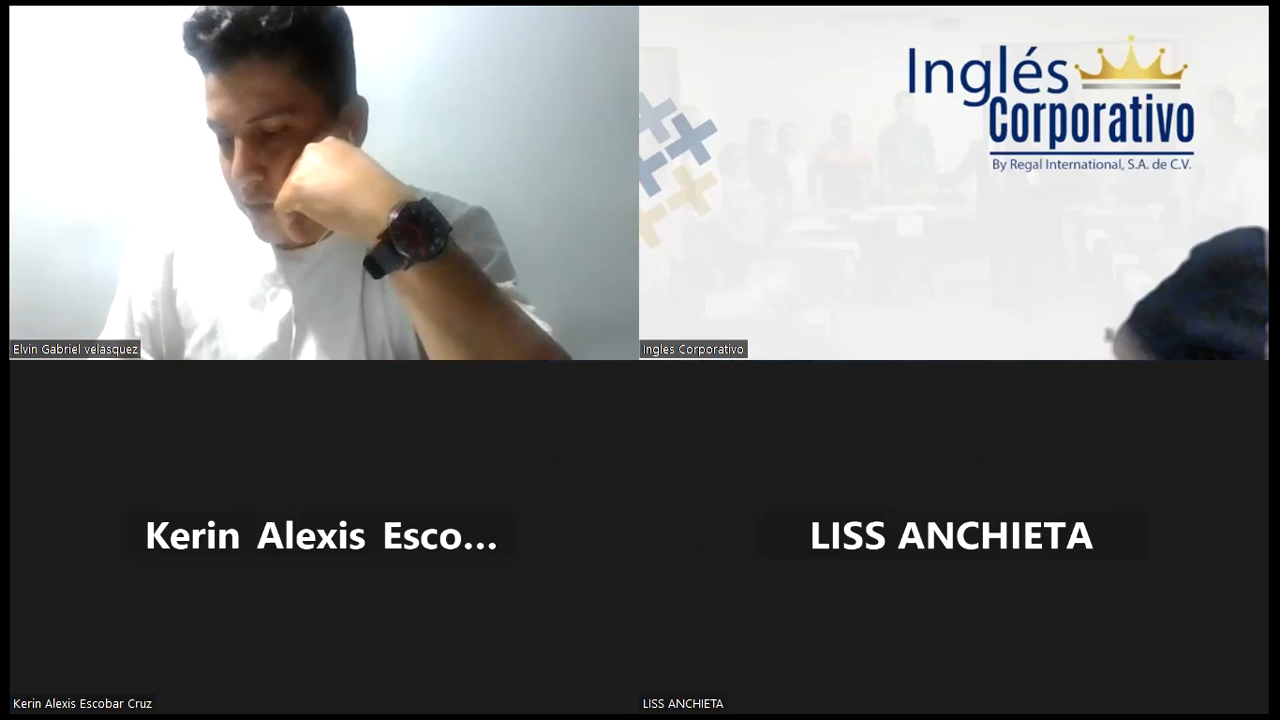 Inglés
Corporativo
By Regal International, S.A. de C.V.
Elvin Gabriel velasquez
Ingles Corporativo
Kerin Alexis Esco...
LISS ANCHIETA
Kerin Alexis Escobar Cruz
LISS ANCHIETA